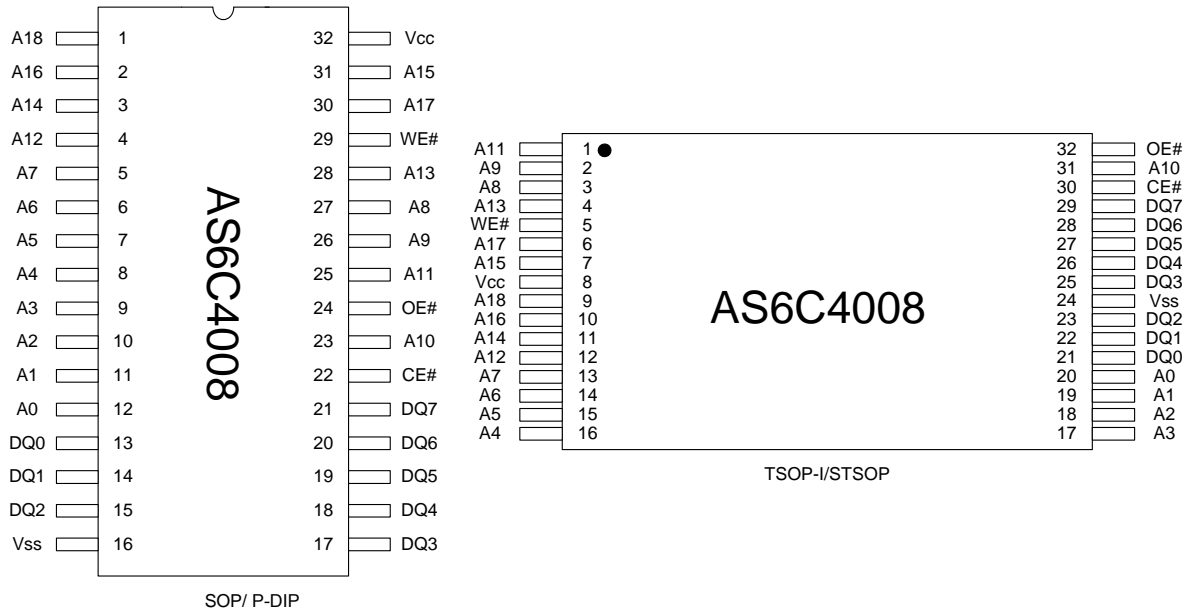 A18 1 32 Vcc
A16 2 31 A15
A14 3 30 A17
A12 4 29 WE#
A7 5 28 A13
A6 6 27 A8
A5 7 26 A9
A4 8 25 A11
A3 9 24 OE#
A2 10 23 A10
A1 11 22 CE#
A0 12 21 DQ7
DQ0 13 20 DQ6
DQ1 14 19 DQ5
DQ2 15 18 DQ4
Vss 16 17 DQ3
AS6C4008
SOP/ P-DIP
A11 1 32 OE#
A9 2 31 A10
A8 3 30 CE#
A13 4 29 DQ7
WE# 5 28 DQ6
A17 6 27 DQ5
A15 7 26 DQ4
Vcc 8 25 DQ3
A18 9 24 Vss
A16 10 23 DQ2
A14 11 22 DQ1
A12 12 21 DQ0
A7 13 20 A0
A6 14 19 A1
A5 15 18 A2
A4 16 17 A3
AS6C4008
TSOP-I/STSOP